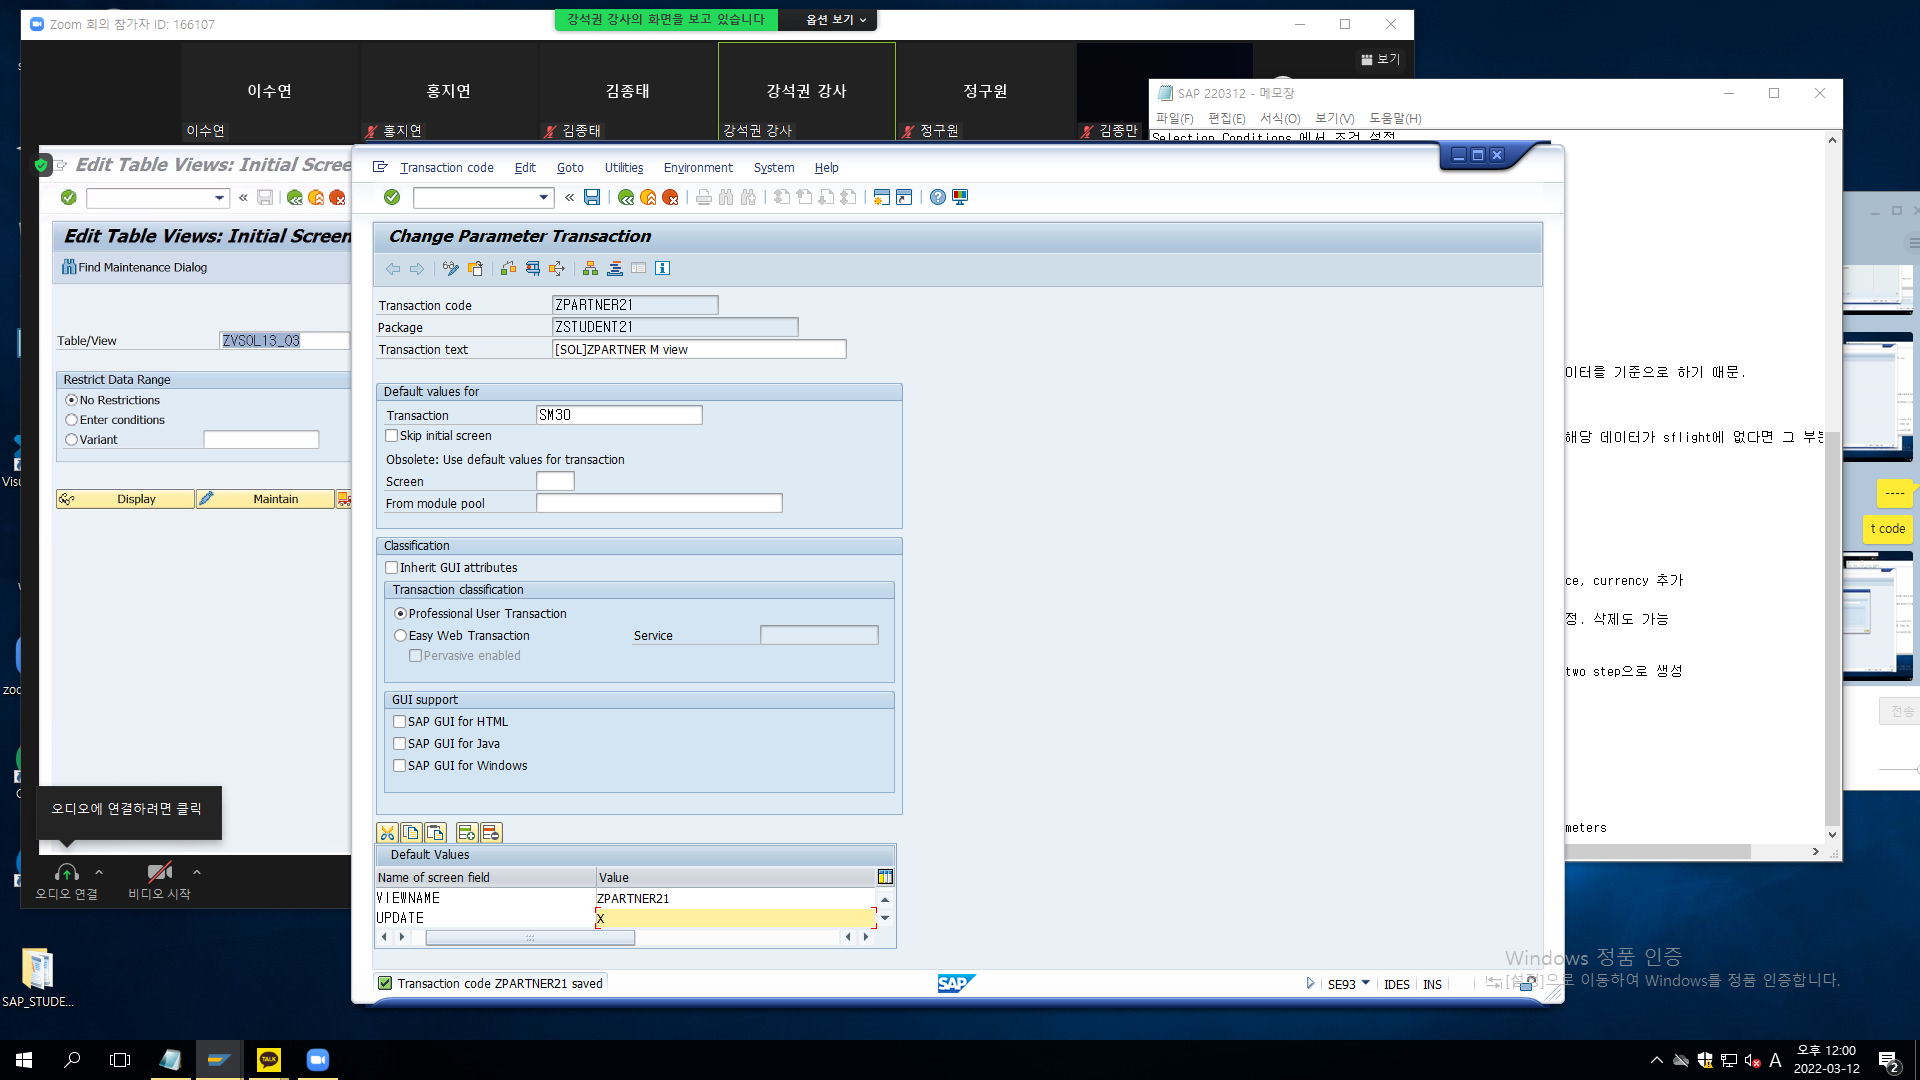 Zoom 회의 참가자 ID: 166107
강석권 강사의 화면을 보고 있습니다
옵션 보기
보기
이수연
홍지연
김종태
강석권 강사
정구원
이수연
홍지연
김종태
강석권 강사
정구원
김종만
SAP 220312 - 메모장
파일(F) 편집(E) 서식(O) 보기(V) 도움말(H)
Selection Conditions 에서 조건 설정
Edit Table Views: Initial Scree
Transaction code Edit Goto Utilities Environment System Help
Edit Table Views: Initial Screen
Find Maintenance Dialog
Table/View ZVSOL13_03
Restrict Data Range
No Restrictions
Enter conditions
Variant
Display
Maintain
Change Parameter Transaction
Transaction code ZPARTNER21
Package ZSTUDENT21
Transaction text [SOL]ZPARTNER M view
Default values for
Transaction SM30
Skip initial screen
Obsolete: Use default values for transaction
Screen
From module pool
Classification
Inherit GUI attributes
Transaction classification
Professional User Transaction
Easy Web Transaction
Service
Pervasive enabled
GUI support
SAP GUI for HTML
SAP GUI for Java
SAP GUI for Windows
Default Values
Name of screen field Value
VIEWNAME ZPARTNER21
UPDATE X
Transaction code ZPARTNER21 saved
SAP
SE93 IDES INS
이터를 기준으로 하기 때문.
해당 데이터가 sflight에 없다면 그 부분
ce, currency 추가
정. 삭제도 가능
two step으로 생성
meters
----
t code
전송
오디오에 연결하려면 클릭
오디오 연결
비디오 시작
Visu
zoo
SAP_STUDE...
Windows 정품 인증
[설정]으로 이동하여 Windows를 정품 인증합니다.
TALK
A
오후 12:00
2022-03-12
2